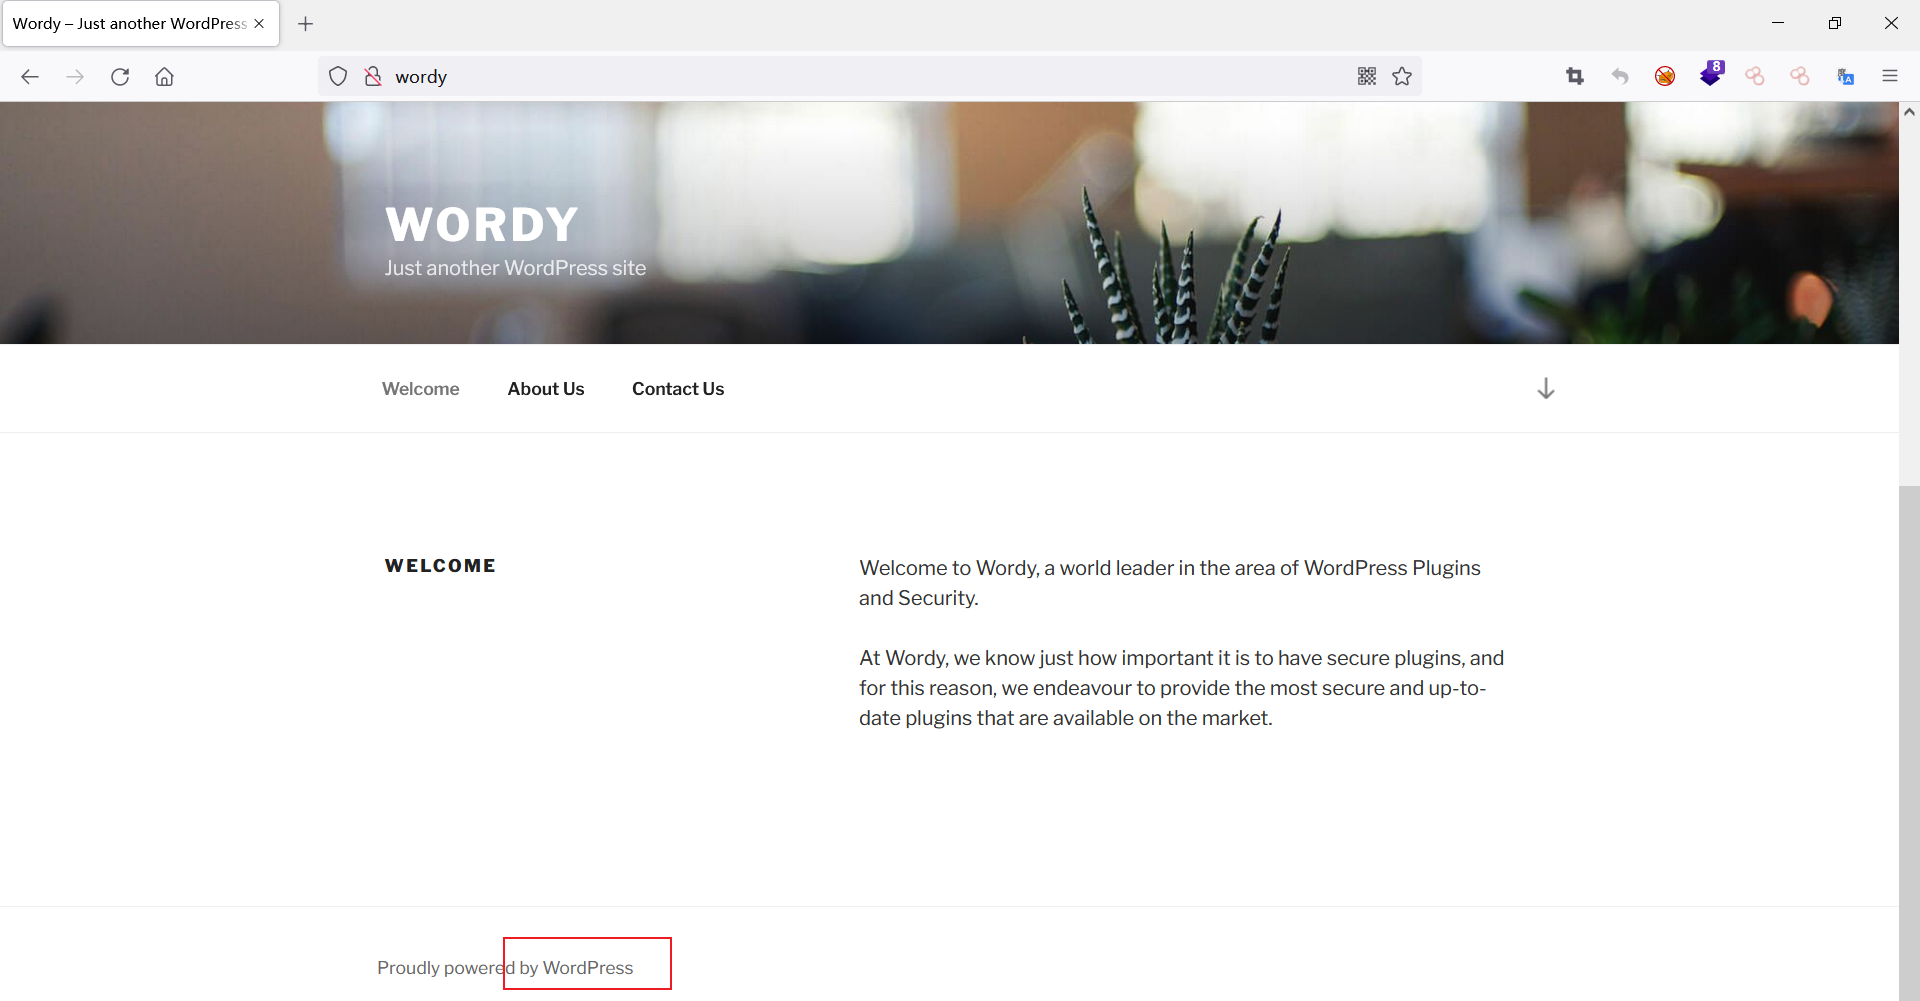 Wordy – Just another WordPress
wordy
8
A
WORDY
Just another WordPress site
Welcome
About Us
Contact Us
WELCOME
Welcome to Wordy, a world leader in the area of WordPress Plugins
and Security.
At Wordy, we know just how important it is to have secure plugins, and
for this reason, we endeavour to provide the most secure and up-to-
date plugins that are available on the market.
Proudly powered by WordPress